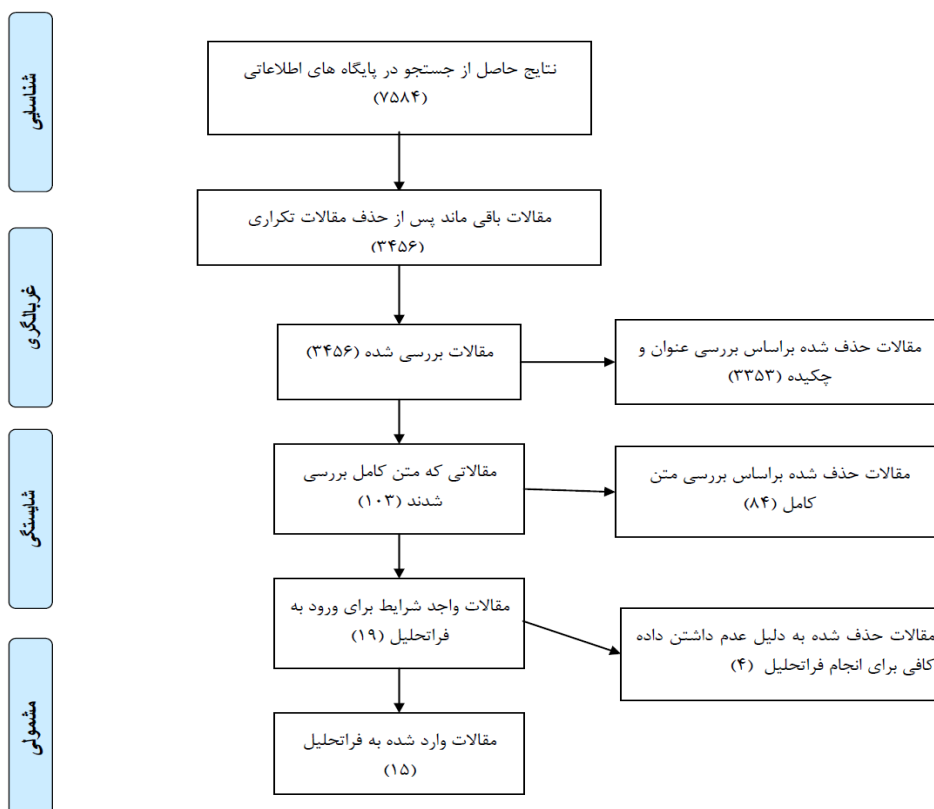 شناسایی
نتایج حاصل از جستجو در پایگاه های اطلاعاتی
(۷۵۸۴)
مقالات باقی ماند پس از حذف مقالات تکراری
(۳۴۵۶)
غربالگری
مقالات بررسی شده (۳۴۵۶)
مقالات حذف شده براساس بررسی عنوان و
چکیده (۳۳۵۳)
شایستگی
مقالاتی که متن کامل بررسی
شدند (۱۰۳)
مقالات حذف شده براساس بررسی متن
کامل (۸۴)
مقالات واجد شرایط برای ورود به
فراتحلیل (۱۹)
مقالات حذف شده به دلیل عدم داشتن داده
کافی برای انجام فراتحلیل (۴)
مشمولی
مقالات وارد شده به فراتحلیل
(۱۵)